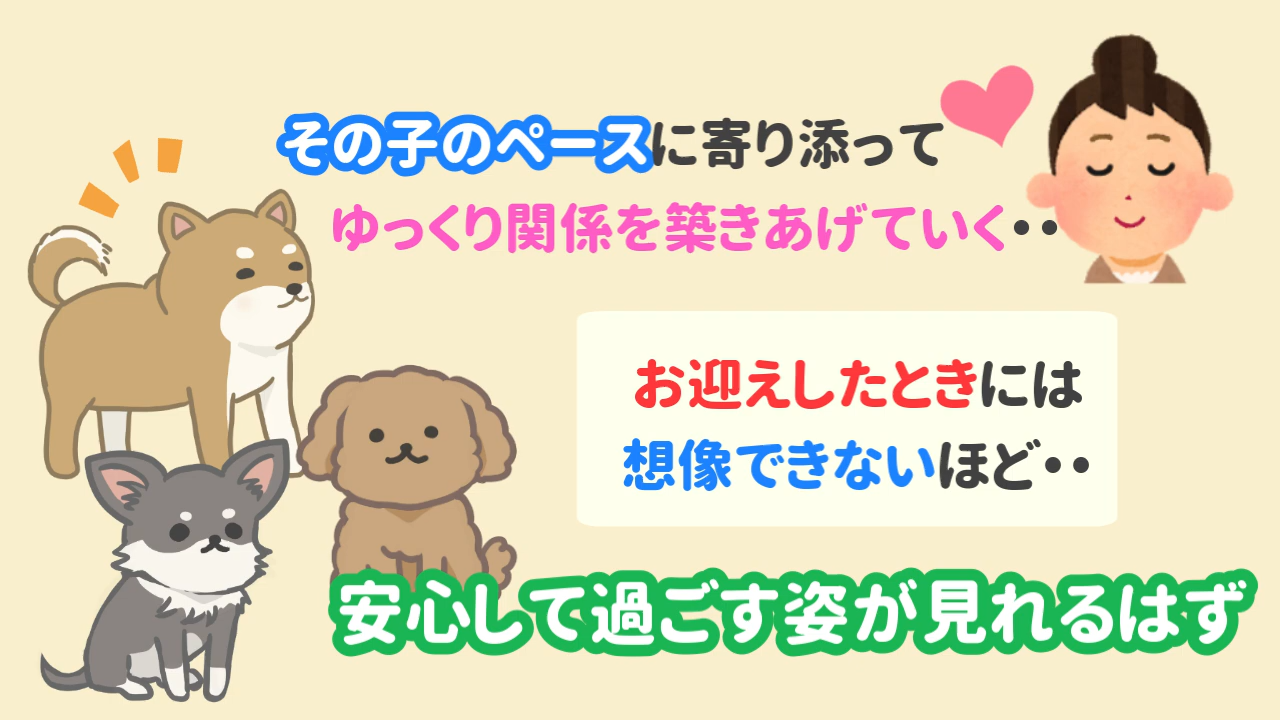 その子のペースに寄り添って
ゆっくり関係を築きあげていく‥
お迎えしたときには
想像できないほど‥
安心して過ごす姿が見れるはず